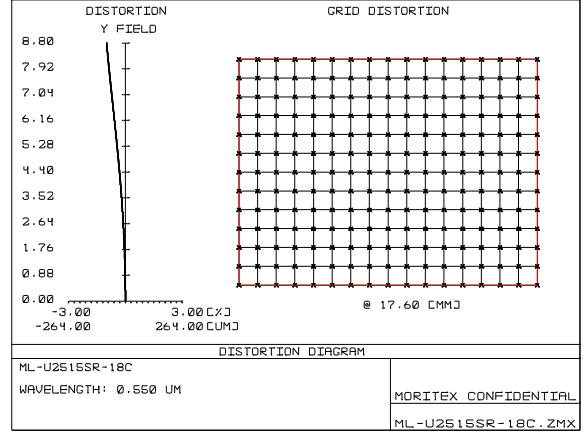 DISTORTION
Y FIELD
8.80
7.92
7.04
6.16
5.28
4.40
3.52
2.64
1.76
0.88
0.00
-3.00 3.00 [%]
-264.00 264.00 [UM]
GRID DISTORTION
@ 17.60 [MM]
DISTORTION DIAGRAM
ML-U2515SR-18C
WAVELENGTH: 0.550 UM
MORITEX CONFIDENTIAL
ML-U2515SR-18C.ZMX